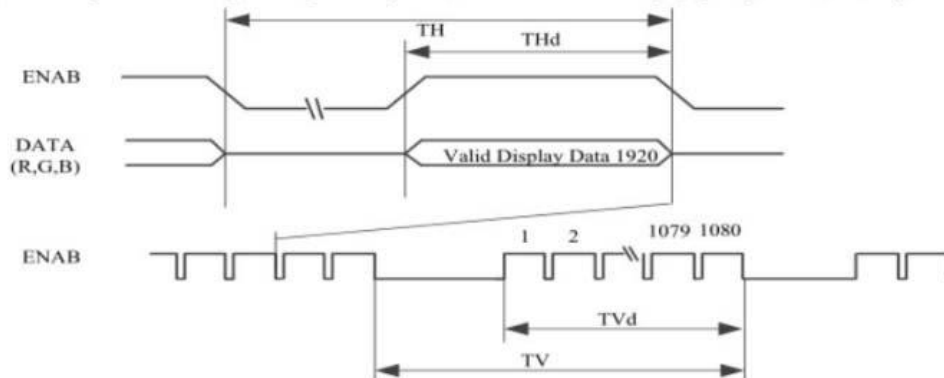 TH
THd
ENAB
DATA
(R,G,B)
Valid Display Data 1920
1 2 1079 1080
ENAB
TVd
TV